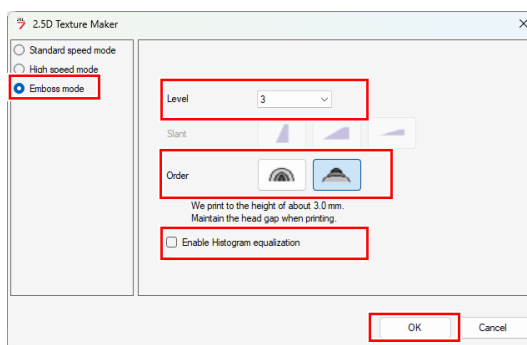 2.5D Texture Maker
Standard speed mode
High speed mode
Emboss mode
Level
3
Slant
Order
We print to the height of about 3.0 mm.
Maintain the head gap when printing.
Enable Histogram equalization
OK
Cancel